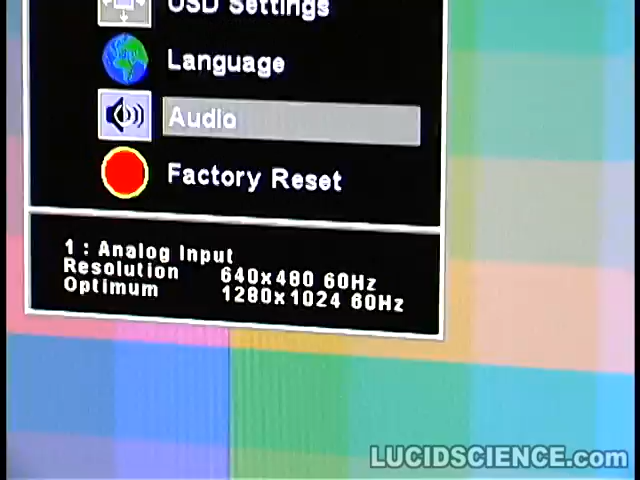 OSD Settings
Language
Audio
Factory Reset
1 : Analog Input
Resolution 640x480 60Hz
Optimum 1280x1024 60Hz
LUCIDSCIENCE.com